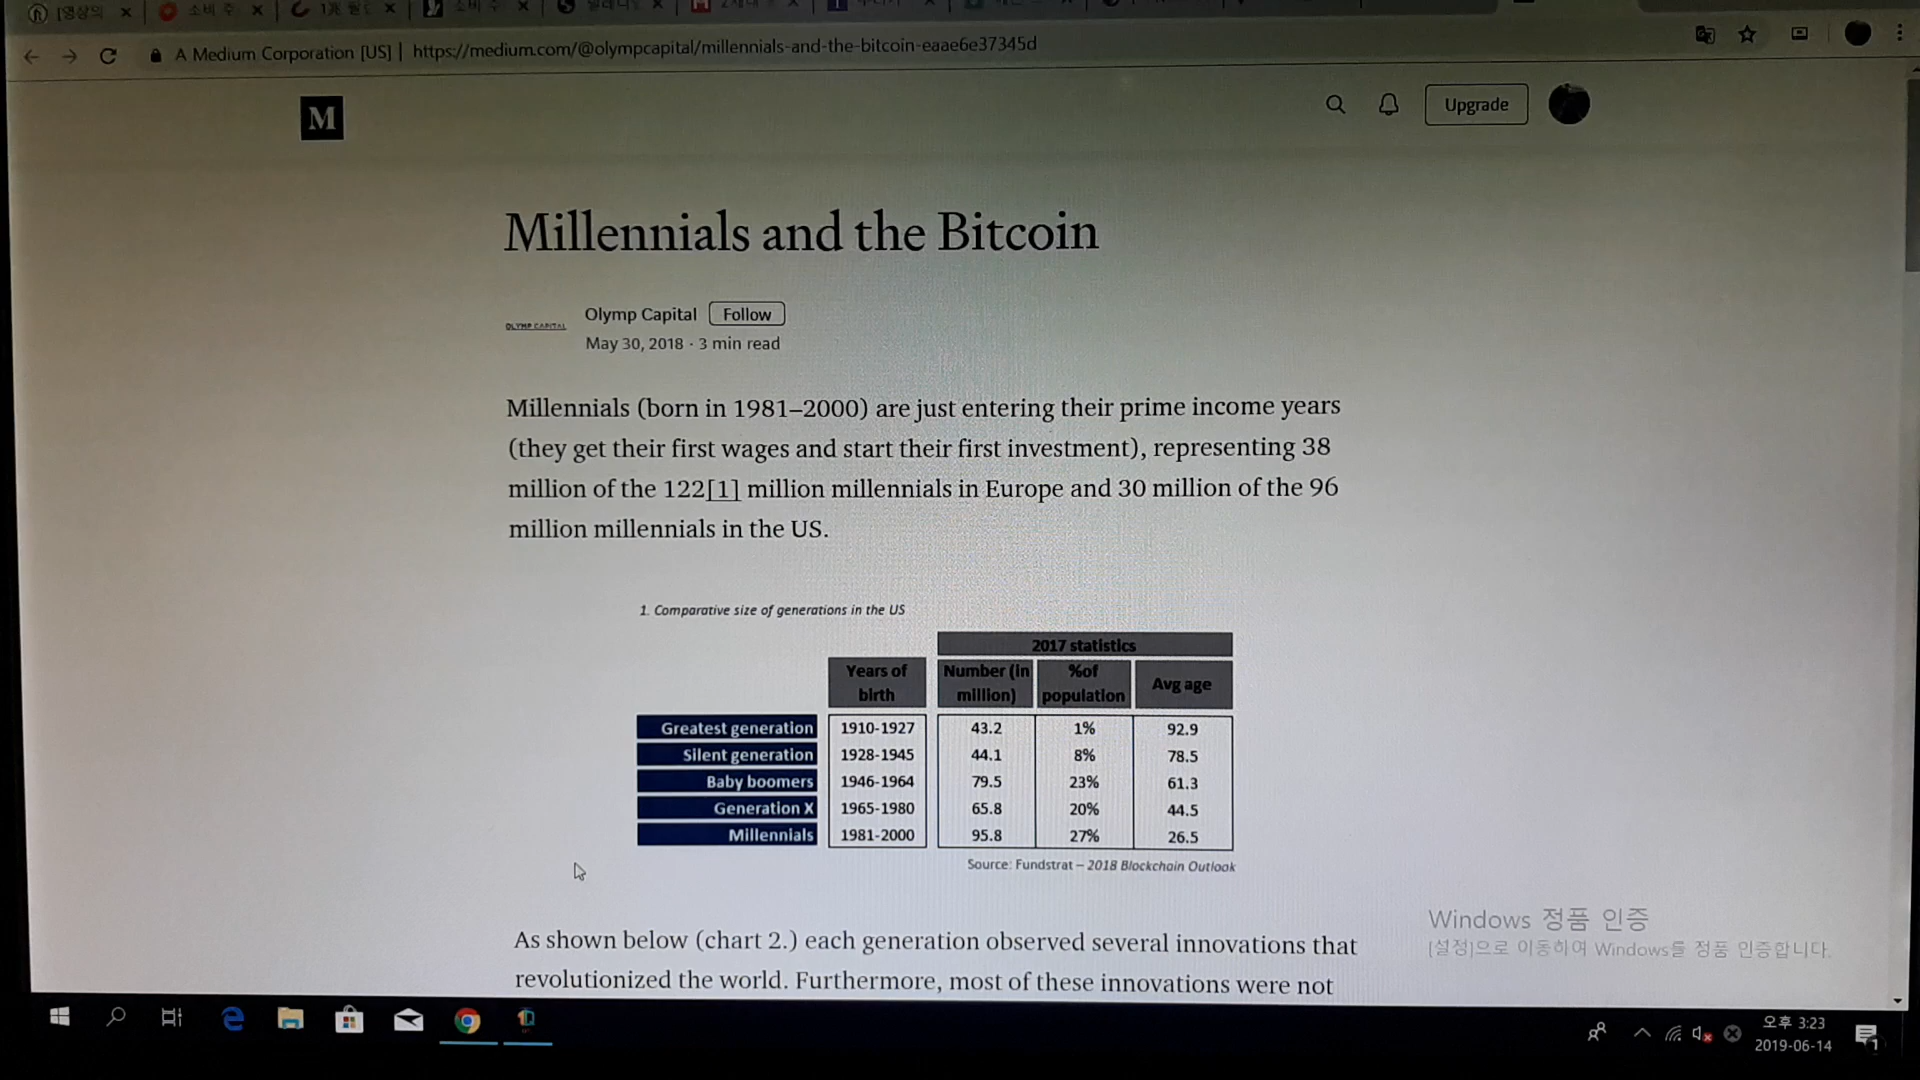 [영상의
소비 주
A Medium Corporation [US] | https://medium.com/@olympcapital/millennials-and-the-bitcoin-eaae6e37345d
M
Upgrade
Millennials and the Bitcoin
OLYMP CAPITAL
Olymp Capital Follow
May 30, 2018 · 3 min read
Millennials (born in 1981–2000) are just entering their prime income years
(they get their first wages and start their first investment), representing 38
million of the 122[1] million millennials in Europe and 30 million of the 96
million millennials in the US.
1. Comparative size of generations in the US
2017 statistics
Years of birth Number (in million) %of population Avg age
Greatest generation 1910-1927 43.2 1% 92.9
Silent generation 1928-1945 44.1 8% 78.5
Baby boomers 1946-1964 79.5 23% 61.3
Generation X 1965-1980 65.8 20% 44.5
Millennials 1981-2000 95.8 27% 26.5
Source: Fundstrat – 2018 Blockchain Outlook
As shown below (chart 2.) each generation observed several innovations that
revolutionized the world. Furthermore, most of these innovations were not
Windows 정품 인증
[설정]으로 이동하여 Windows를 정품 인증합니다.
오후 3:23
2019-06-14
1